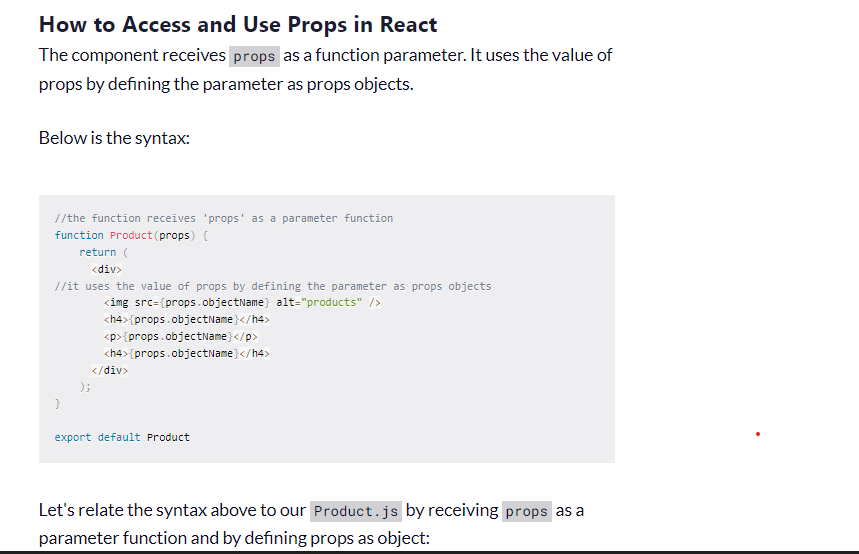 How to Access and Use Props in React
The component receives props as a function parameter. It uses the value of
props by defining the parameter as props objects.
Below is the syntax:
//the function receives 'props' as a parameter function
function Product(props) {
    return (
      <div>
//it uses the value of props by defining the parameter as props objects
        <img src={props.objectName} alt="products" />
        <h4>{props.objectName}</h4>
        <p>{props.objectName}</p>
        <h4>{props.objectName}</h4>
      </div>
    );
}
export default Product
Let's relate the syntax above to our Product.js by receiving props as a
parameter function and by defining props as object: